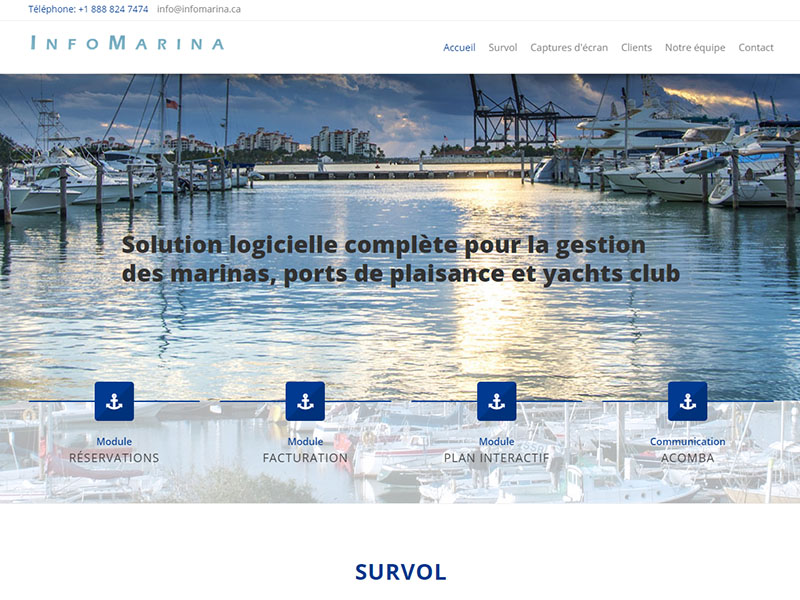 Téléphone: +1 888 824 7474 info@infomarina.ca
INFOMARINA
Accueil Survol Captures d'écran Clients Notre équipe Contact
Solution logicielle complète pour la gestion
des marinas, ports de plaisance et yachts club
Module
RÉSERVATIONS
Module
FACTURATION
Module
PLAN INTERACTIF
Communication
ACOMBA
SURVOL